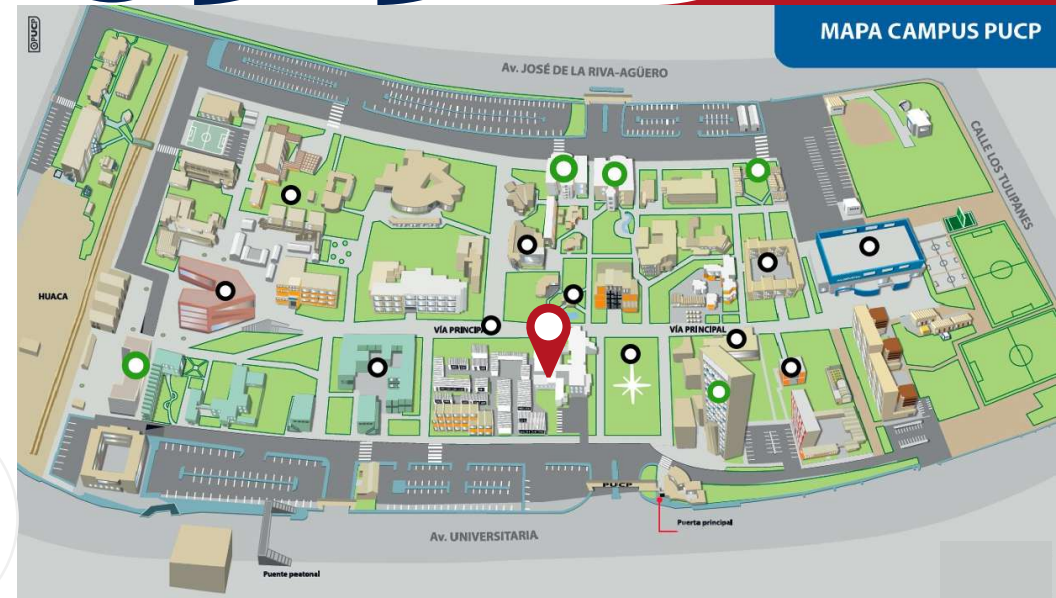 ©PUCP
MAPA CAMPUS PUCP
Av. JOSÉ DE LA RIVA-AGÜERO
CALLE LOS TULIPANES
HUACA
VÍA PRINCIPAL
VÍA PRINCIPAL
PUCP
Puerta principal
Av. UNIVERSITARIA
Puente peatonal